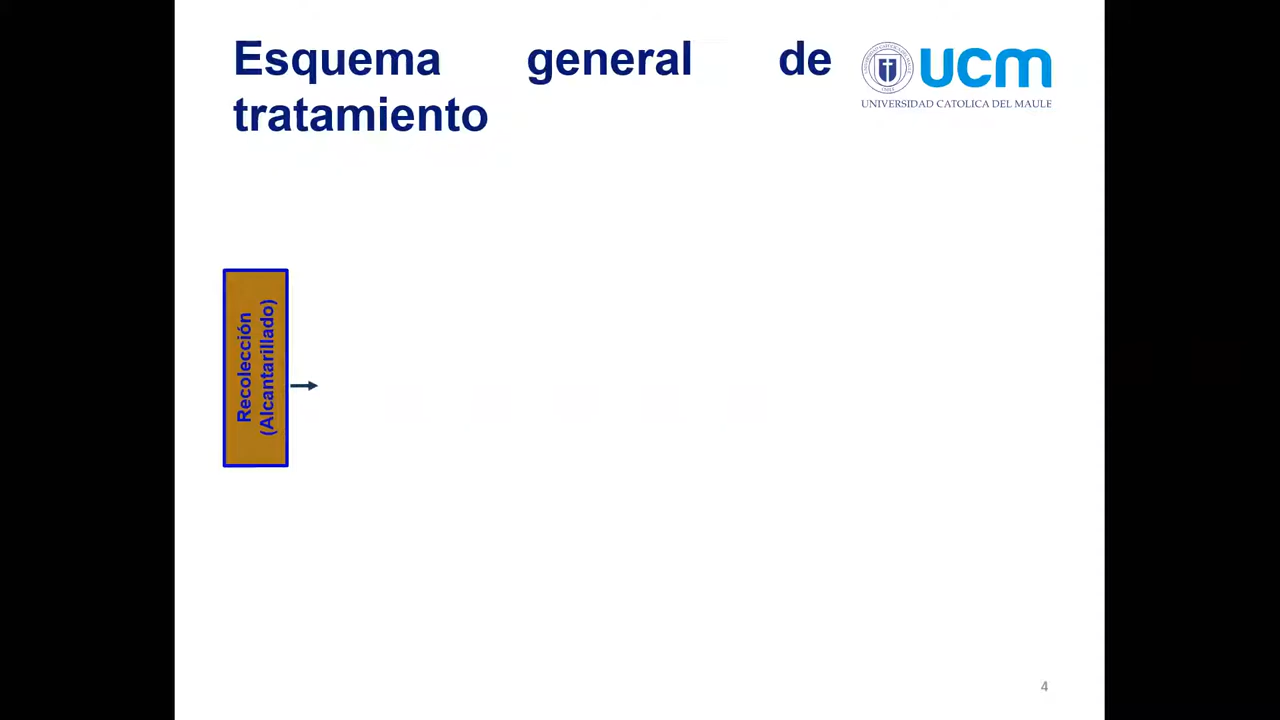 Esquema general de
tratamiento
ucm
UNIVERSIDAD CATOLICA DEL MAULE
Recolección
(Alcantarillado)
4